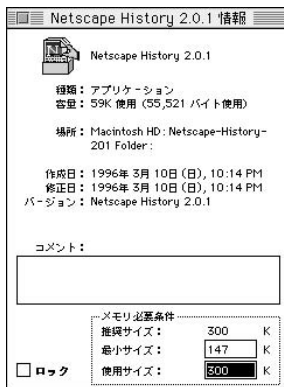 Netscape History 2.0.1 情報
Netscape History 2.0.1
種類：アプリケーション
容量：59K 使用 (55,521 バイト使用)
場所：Macintosh HD：Netscape-History-
201 Folder：
作成日：1996年 3月 10日 (日), 10:14 PM
修正日：1996年 3月 10日 (日), 10:14 PM
バージョン：Netscape History 2.0.1
コメント：
メモリ必要条件
推奨サイズ： 300 K
最小サイズ： 147 K
使用サイズ： 300 K
ロック